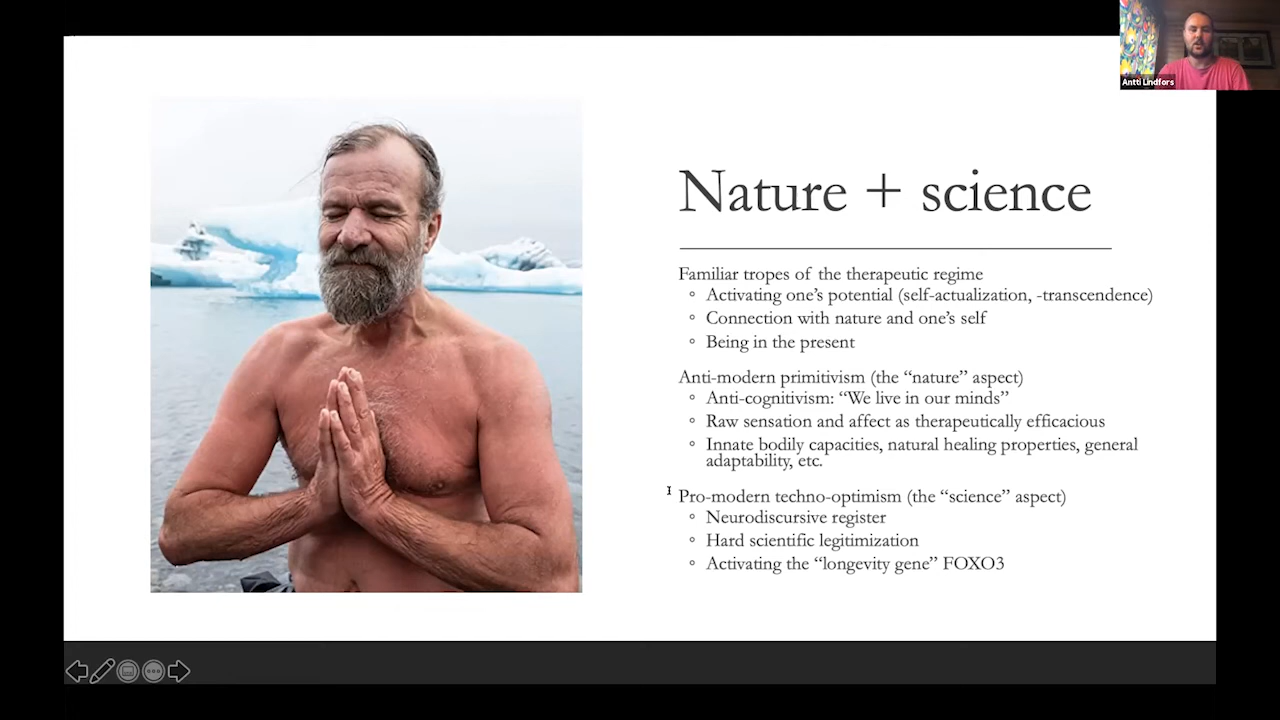 Antti Lindfors
Nature + science
Familiar tropes of the therapeutic regime
◦ Activating one’s potential (self-actualization, -transcendence)
◦ Connection with nature and one’s self
◦ Being in the present
Anti-modern primitivism (the “nature” aspect)
◦ Anti-cognitivism: “We live in our minds”
◦ Raw sensation and affect as therapeutically efficacious
◦ Innate bodily capacities, natural healing properties, general
adaptability, etc.
Pro-modern techno-optimism (the “science” aspect)
◦ Neurodiscursive register
◦ Hard scientific legitimization
◦ Activating the “longevity gene” FOXO3